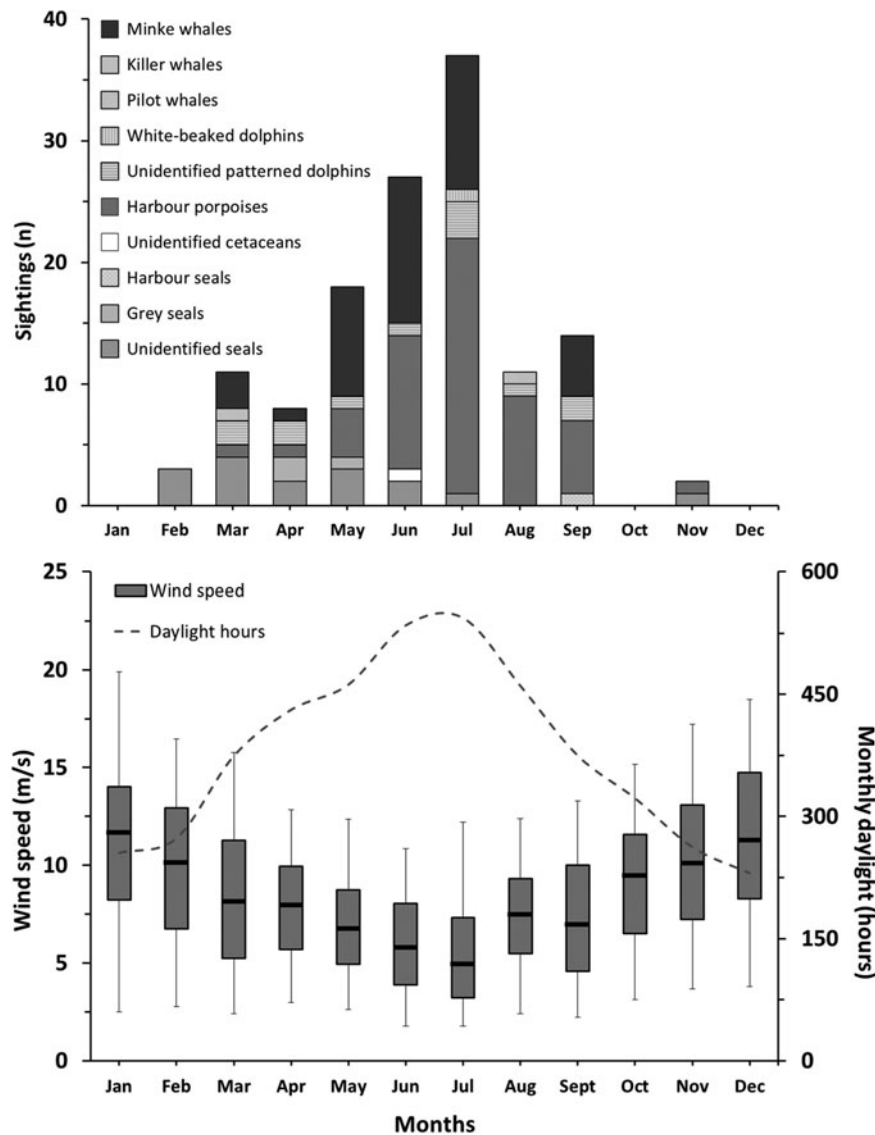 40
30
20
10
0
Sightings (n)
Minke whales
Killer whales
Pilot whales
White-beaked dolphins
Unidentified patterned dolphins
Harbour porpoises
Unidentified cetaceans
Harbour seals
Grey seals
Unidentified seals
Jan Feb Mar Apr May Jun Jul Aug Sep Oct Nov Dec
25
20
15
10
5
0
Wind speed (m/s)
Wind speed
Daylight hours
600
450
300
150
0
Monthly daylight (hours)
Jan Feb Mar Apr May Jun Jul Aug Sept Oct Nov Dec
Months